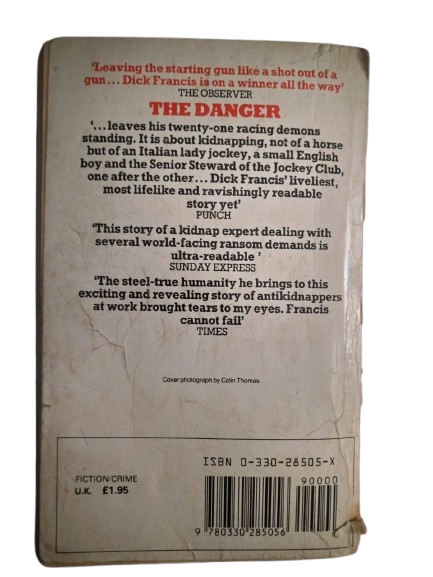 ‘Leaving the starting gun like a shot out of a
gun... Dick Francis is on a winner all the way’
THE OBSERVER
THE DANGER
‘... leaves his twenty-one racing demons
standing. It is about kidnapping, not of a horse
but of an Italian lady jockey, a small English
boy and the Senior Steward of the Jockey Club,
one after the other... Dick Francis’ liveliest,
most lifelike and ravishingly readable
story yet’
PUNCH
‘This story of a kidnap expert dealing with
several world-facing ransom demands is
ultra-readable ’
SUNDAY EXPRESS
‘The steel-true humanity he brings to this
exciting and revealing story of antikidnappers
at work brought tears to my eyes. Francis
cannot fail’
TIMES
Cover photograph by Colin Thomas
ISBN 0-330-28505-X
90000
FICTION/CRIME
U.K. £1.95
9 780330 285056